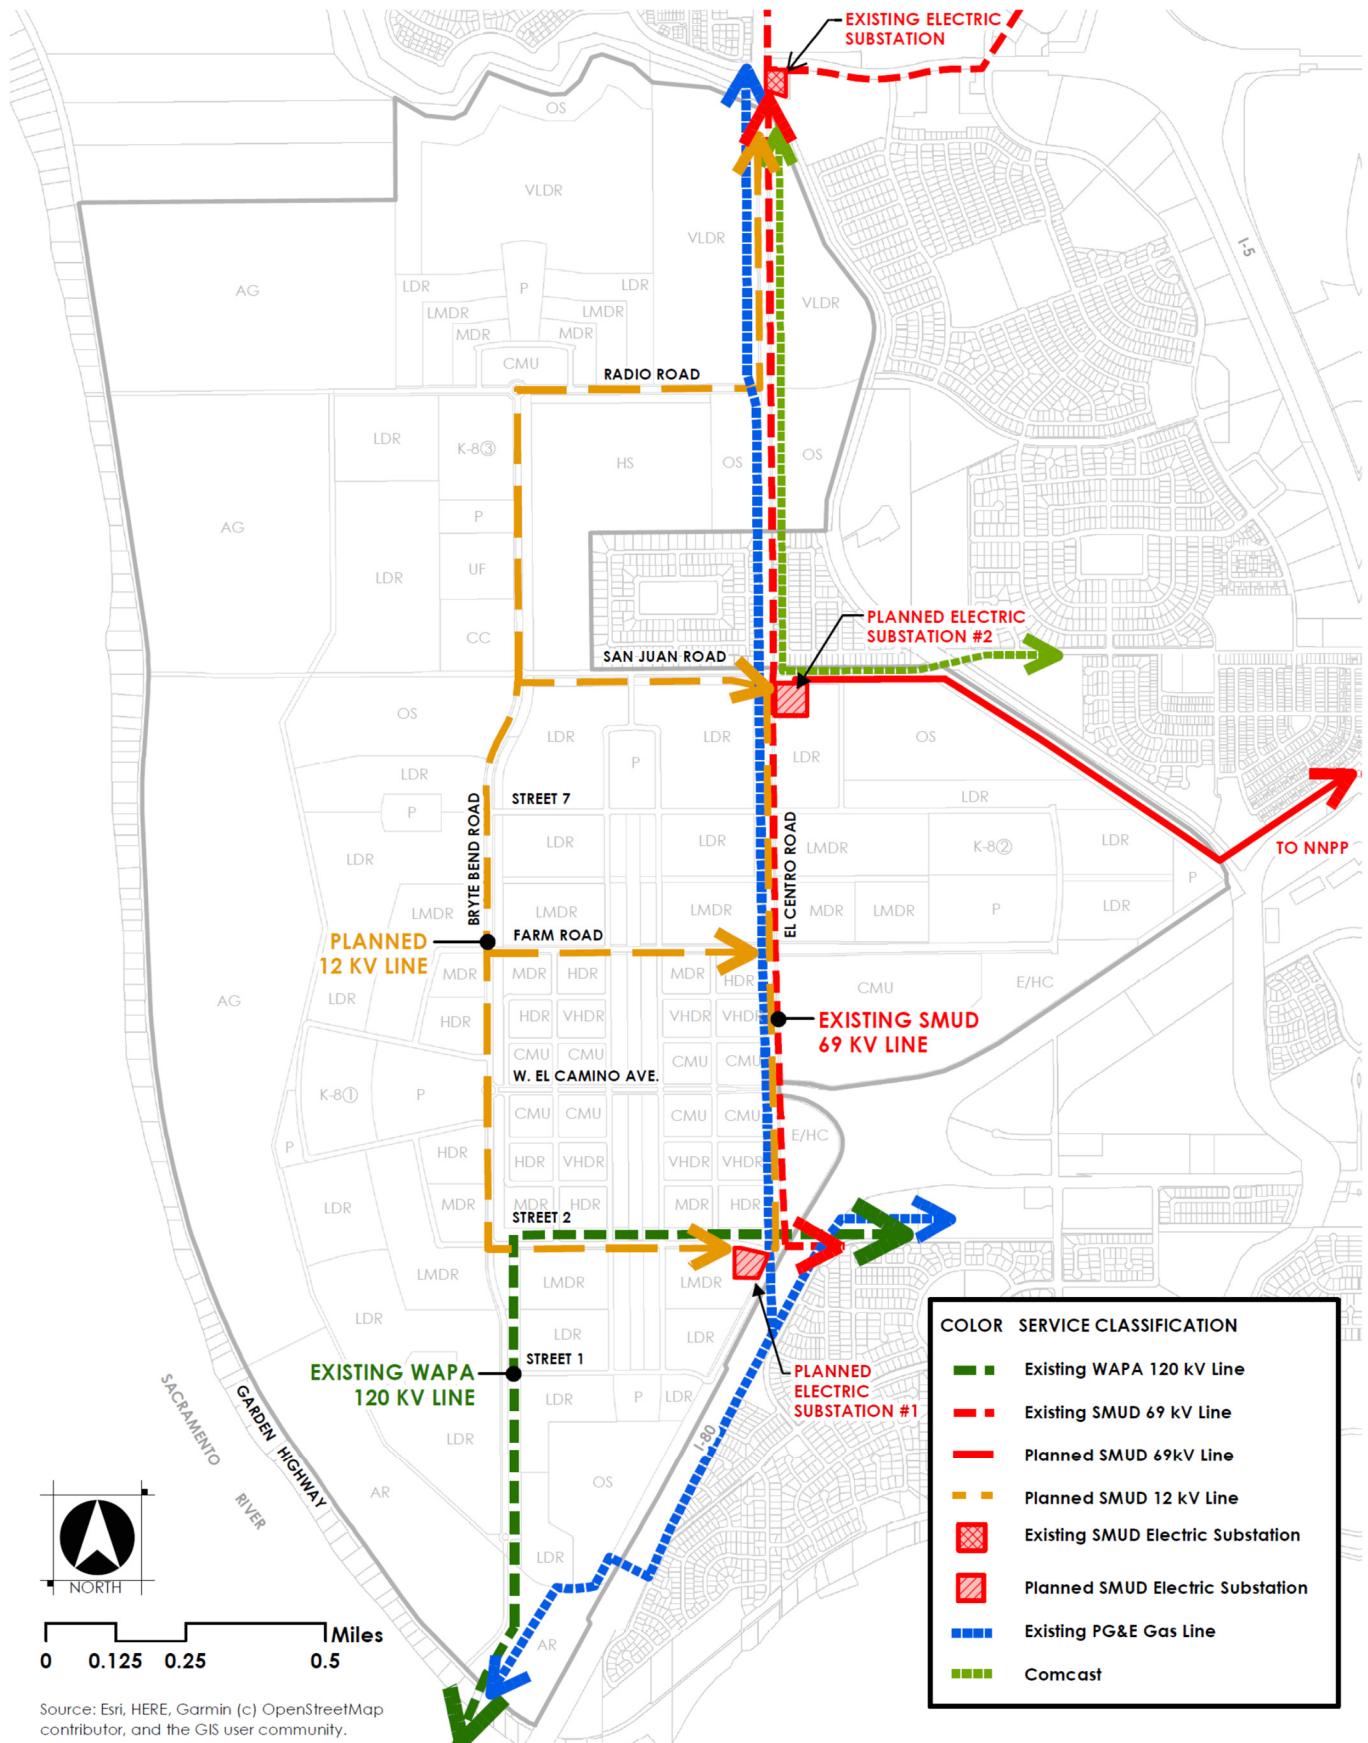 EXISTING ELECTRIC
SUBSTATION
OS
VLDR
VLDR
I-5
AG
LDR
P
LDR
VLDR
LMDR
LMDR
MDR
MDR
CMU
RADIO ROAD
LDR
K-8③
HS
OS
OS
P
AG
LDR
UF
CC
PLANNED ELECTRIC
SUBSTATION #2
SAN JUAN ROAD
OS
LDR
LDR
OS
P
LDR
LDR
STREET 7
LDR
P
BRYTE BEND ROAD
EL CENTRO ROAD
LDR
LDR
LMDR
K-8②
LDR
TO NNPP
LDR
P
LMDR
LMDR
LMDR
MDR
LMDR
P
LDR
FARM ROAD
PLANNED
12 KV LINE
MDR
MDR
HDR
MDR
HDR
CMU
E/HC
AG
LDR
HDR
HDR
VHDR
VHDR
VHDR
EXISTING SMUD
69 KV LINE
CMU
CMU
CMU
CMU
W. EL CAMINO AVE.
K-8①
P
CMU
CMU
CMU
CMU
E/HC
P
HDR
HDR
VHDR
VHDR
VHDR
LDR
MDR
MDR
HDR
MDR
HDR
STREET 2
LMDR
LMDR
LMDR
LDR
LDR
LDR
STREET 1
EXISTING WAPA
120 KV LINE
PLANNED
ELECTRIC
SUBSTATION #1
LDR
P
LDR
I-80
LDR
SACRAMENTO
RIVER
GARDEN HIGHWAY
AR
OS
LDR
AR
COLOR SERVICE CLASSIFICATION
Existing WAPA 120 kV Line
Existing SMUD 69 kV Line
Planned SMUD 69kV Line
Planned SMUD 12 kV Line
Existing SMUD Electric Substation
Planned SMUD Electric Substation
Existing PG&E Gas Line
Comcast
NORTH
Miles
0 0.125 0.25 0.5
Source: Esri, HERE, Garmin (c) OpenStreetMap
contributor, and the GIS user community.